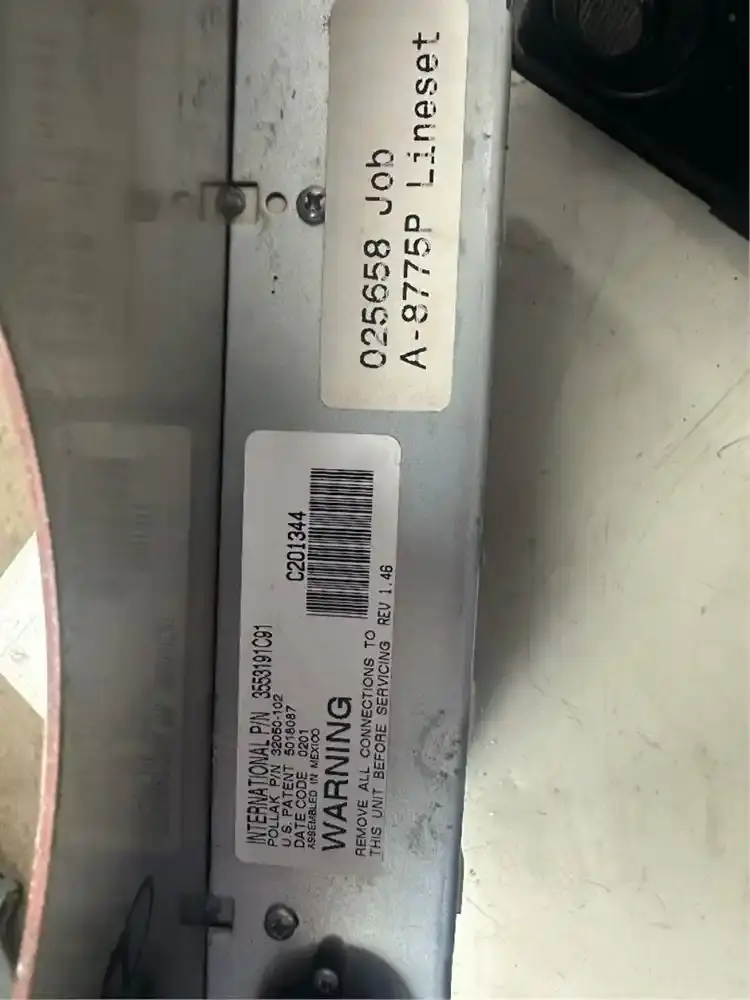 025658 Job
A-8775P Lineset
C201344
INTERNATIONAL P/N 3553191C91
POLLAK P/N 32050-102
U.S. PATENT 5018087
DATE CODE 0201
ASSEMBLED IN MEXICO
WARNING
REMOVE ALL CONNECTIONS TO
THIS UNIT BEFORE SERVICING REV 1.46